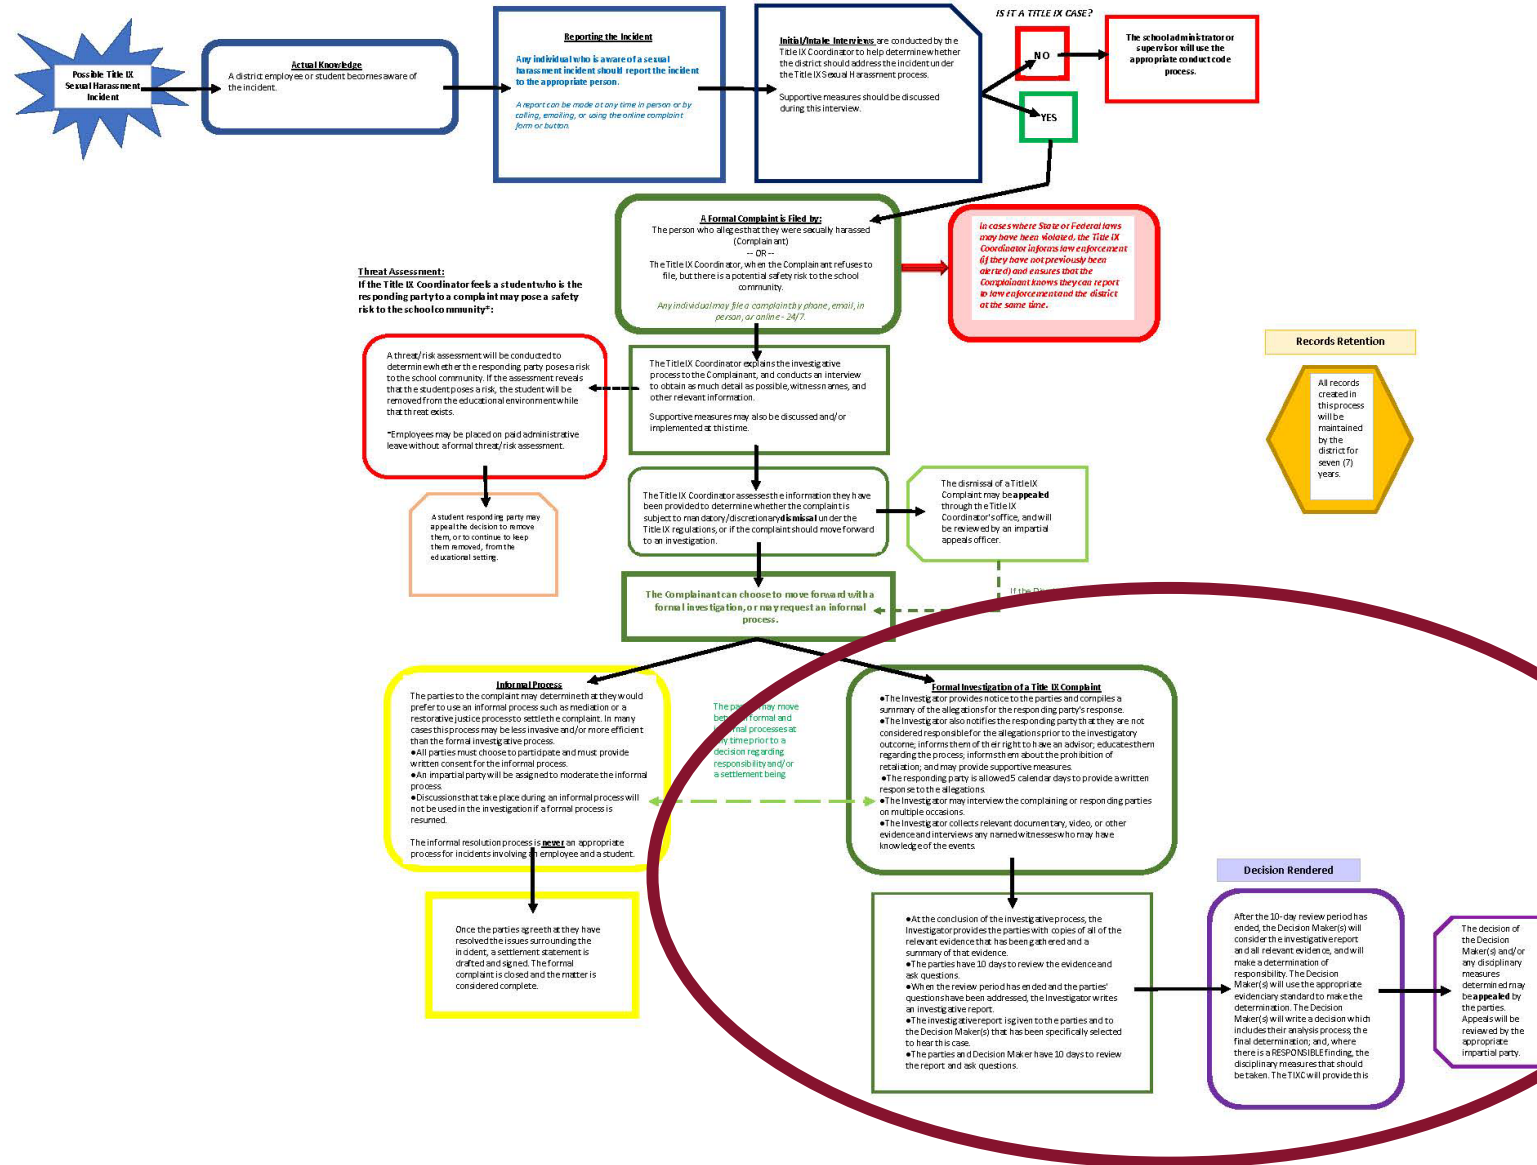 IS IT A TITLE IX CASE?
Possible Title IX
Sexual Harassment
Incident
Actual Knowledge
A district employee or student becomes aware of
the incident.
Reporting the Incident
Any individual who is aware of a sexual
harassment incident should report the incident
to the appropriate person.
A report can be made at any time in person or by
calling, emailing, or using the online complaint
form or button.
Initial/Intake Interviews are conducted by the
Title IX Coordinator to help determine whether
the district should address the incident under
the Title IX Sexual Harassment process.
Supportive measures should be discussed
during this interview.
NO
YES
The school administrator or
supervisor will use the
appropriate conduct code
process.
A Formal Complaint is Filed by:
The person who alleges that they were sexually harassed
(Complainant)
-- OR --
The Title IX Coordinator, when the Complainant refuses to
file, but there is a potential safety risk to the school
community.
Any individual may file a complaint by phone, email, in
person, or online - 24/7.
In cases where State or Federal laws
may have been violated, the Title IX
Coordinator informs law enforcement
(if they have not previously been
alerted) and ensures that the
Complainant knows they can report
to law enforcement and the district
at the same time.
Threat Assessment:
If the Title IX Coordinator feels a student who is the
responding party to a complaint may pose a safety
risk to the school community*:
A threat/risk assessment will be conducted to
determine whether the responding party poses a risk
to the school community. If the assessment reveals
that the student poses a risk, the student will be
removed from the educational environment while
that threat exists.
*Employees may be placed on paid administrative
leave without a formal threat/risk assessment.
A student responding party may
appeal the decision to remove
them, or to continue to keep
them removed, from the
educational setting.
The Title IX Coordinator explains the investigative
process to the Complainant, and conducts an interview
to obtain as much detail as possible, witness names, and
other relevant information.
Supportive measures may also be discussed and/or
implemented at this time.
The Title IX Coordinator assesses the information they have
been provided to determine whether the complaint is
subject to mandatory/discretionary dismissal under the
Title IX regulations, or if the complaint should move forward
to an investigation.
The dismissal of a Title IX
Complaint may be appealed
through the Title IX
Coordinator's office, and will
be reviewed by an impartial
appeals officer.
If the
The Complainant can choose to move forward with a
formal investigation, or may request an informal
process.
Records Retention
All records
created in
this process
will be
maintained
by the
district for
seven (7)
years.
Informal Process
The parties to the complaint may determine that they would
prefer to use an informal process such as mediation or a
restorative justice process to settle the complaint. In many
cases this process may be less invasive and/or more efficient
than the formal investigative process.
●All parties must choose to participate and must provide
written consent for the informal process.
●An impartial party will be assigned to moderate the informal
process.
●Discussions that take place during an informal process will
not be used in the investigation if a formal process is
resumed.
The informal resolution process is never an appropriate
process for incidents involving an employee and a student.
Once the parties agree that they have
resolved the issues surrounding the
incident, a settlement statement is
drafted and signed. The formal
complaint is closed and the matter is
considered complete.
The may move
formal and
processes at
time prior to a
decision regarding
responsibility and/or
a settlement being
Formal Investigation of a Title IX Complaint
●The Investigator provides notice to the parties and compiles a
summary of the allegations for the responding party's response.
●The Investigator also notifies the responding party that they are not
considered responsible for the allegations prior to the investigatory
outcome; informs them of their right to have an advisor; educates them
regarding the process; informs them about the prohibition of
retaliation; and may provide supportive measures.
●The responding party is allowed 5 calendar days to provide a written
response to the allegations.
●The Investigator may interview the complaining or responding parties
on multiple occasions.
●The Investigator collects relevant documentary, video, or other
evidence and interviews any named witnesses who may have
knowledge of the events.
●At the conclusion of the investigative process, the
Investigator provides the parties with copies of all of the
relevant evidence that has been gathered and a
summary of that evidence.
●The parties have 10 days to review the evidence and
ask questions.
●When the review period has ended and the parties'
questions have been addressed, the Investigator writes
an investigative report.
●The investigative report is given to the parties and to
the Decision Maker(s) that has been specifically selected
to hear this case.
●The parties and Decision Maker have 10 days to review
the report and ask questions.
Decision Rendered
After the 10-day review period has
ended, the Decision Maker(s) will
consider the investigative report
and all relevant evidence, and will
make a determination of
responsibility. The Decision
Maker(s) will use the appropriate
evidenciary standard to make the
determination. The Decision
Maker(s) will write a decision which
includes their analysis process; the
final determination; and, where
there is a RESPONSIBLE finding, the
disciplinary measures that should
be taken. The TIXC will provide this
The decision of
the Decision
Maker(s) and/or
any disciplinary
measures
determined may
be appealed by
the parties.
Appeals will be
reviewed by the
appropriate
impartial party.